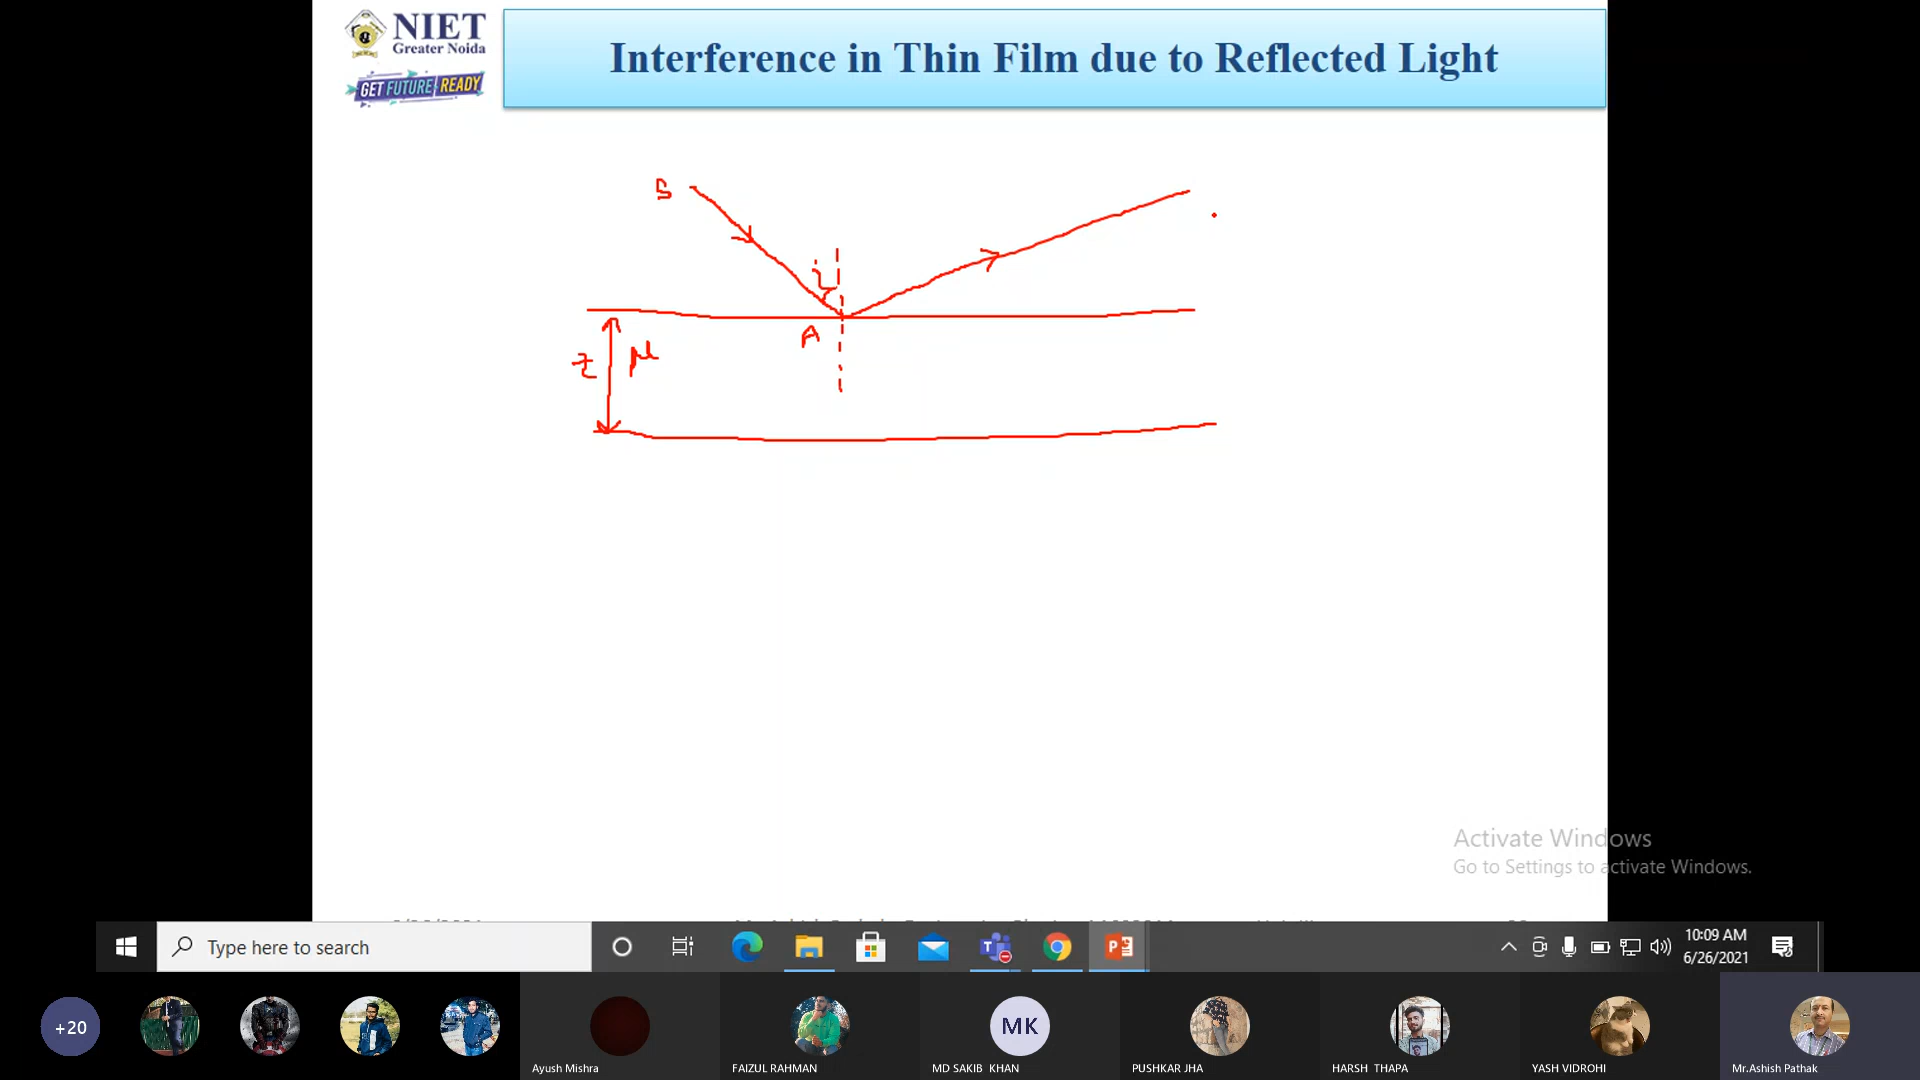 NIET
Greater Noida
GET FUTURE READY
Interference in Thin Film due to Reflected Light
S
i
A
t
μ
Activate Windows
Go to Settings to activate Windows.
Type here to search
10:09 AM
6/26/2021
+20
MK
Ayush Mishra
FAIZUL RAHMAN
MD SAKIB KHAN
PUSHKAR JHA
HARSH THAPA
YASH VIDROHI
Mr.Ashish Pathak